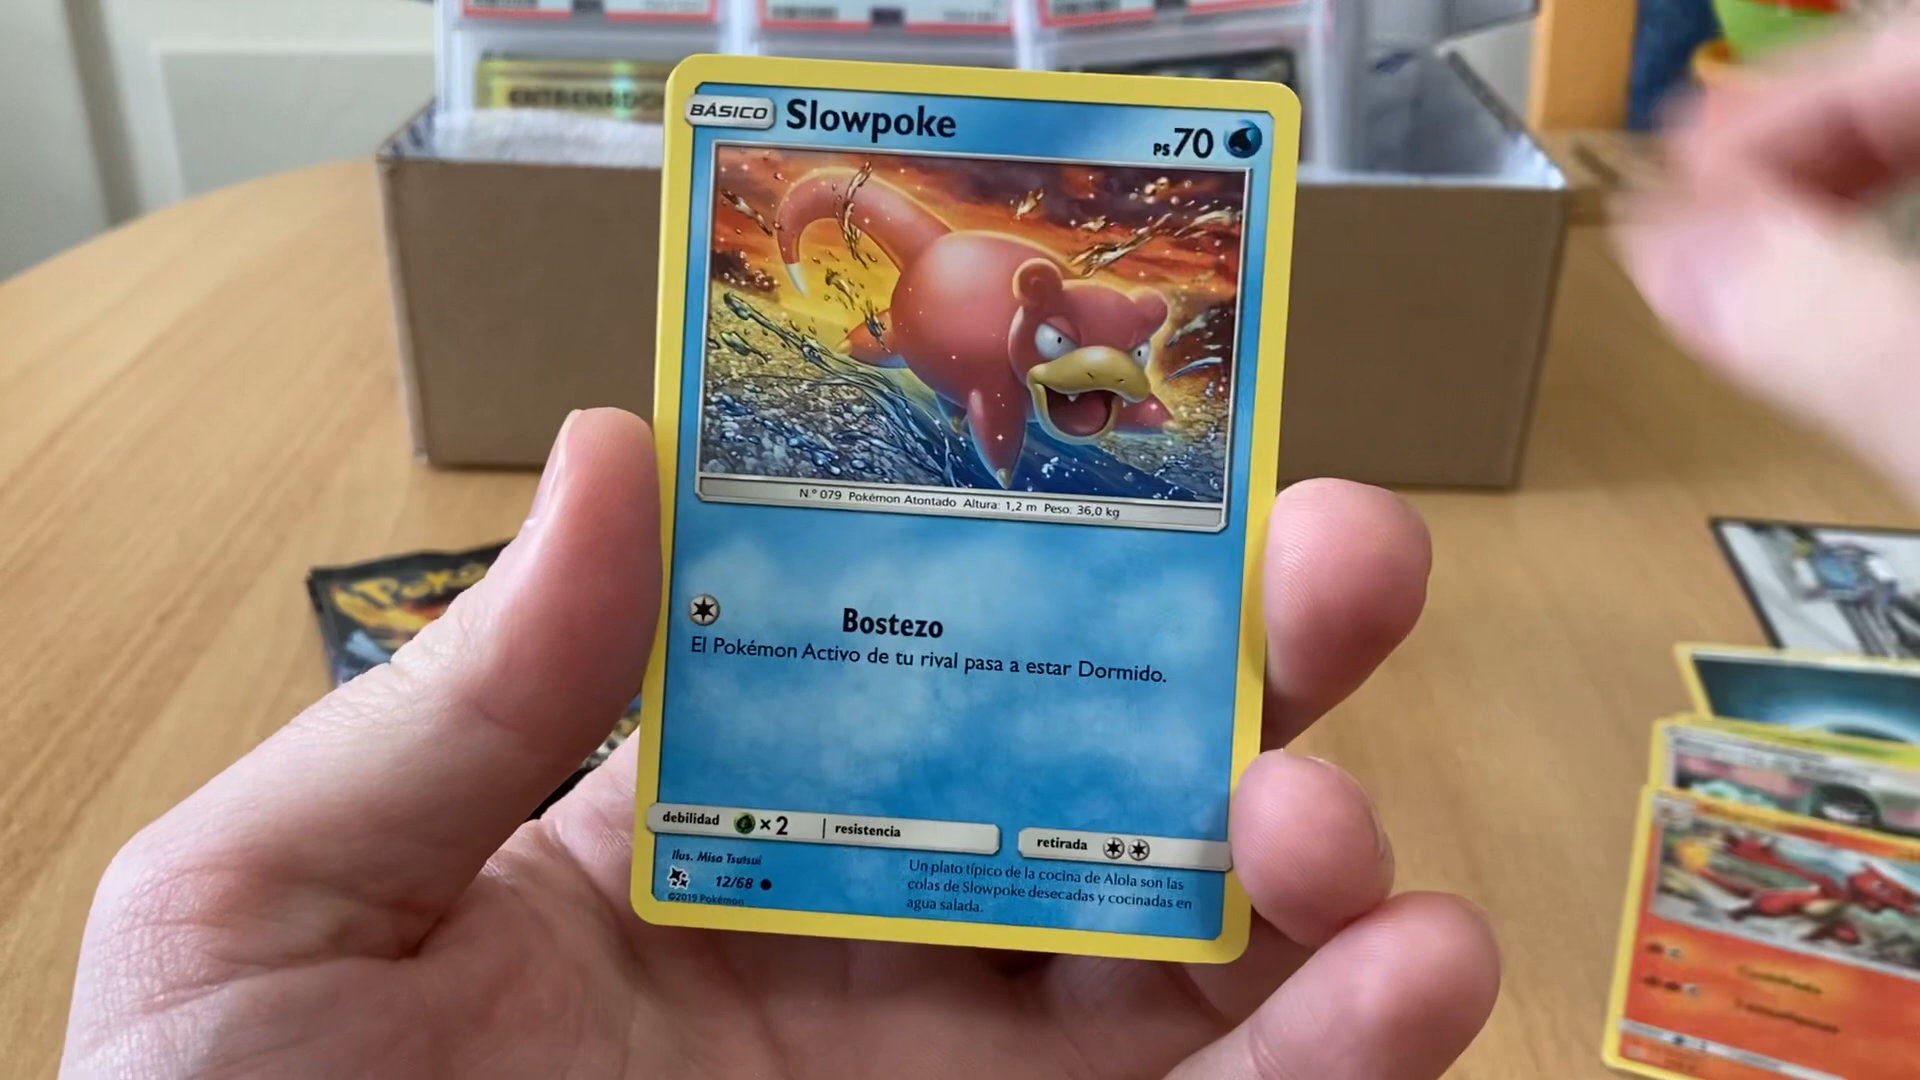 BÁSICO
Slowpoke
PS70
N.º 079 Pokémon Atontado Altura: 1,2 m Peso: 36,0 kg
Bostezo
El Pokémon Activo de tu rival pasa a estar Dormido.
debilidad ×2 resistencia
retirada
Ilus. Misa Tsutsui
12/68
©2019 Pokémon
Un plato típico de la cocina de Alola son las
colas de Slowpoke desecadas y cocinadas en
agua salada.